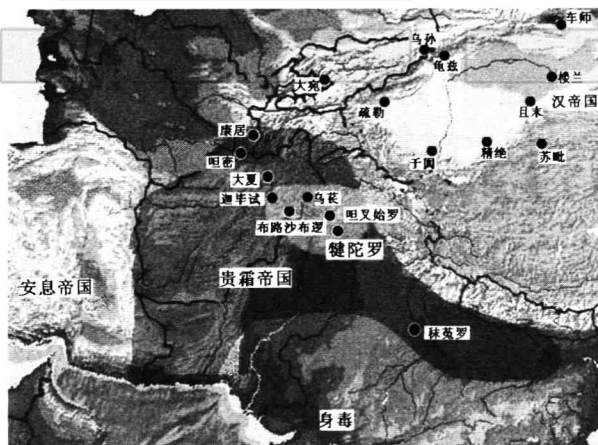 车师
乌孙
龟兹
大宛
楼兰
疏勒
且末
汉帝国
康居
呾密
于阗
精绝
苏毗
大夏
迦毕试
乌苌
呾叉始罗
布路沙布逻
犍陀罗
安息帝国
贵霜帝国
秣菟罗
身毒